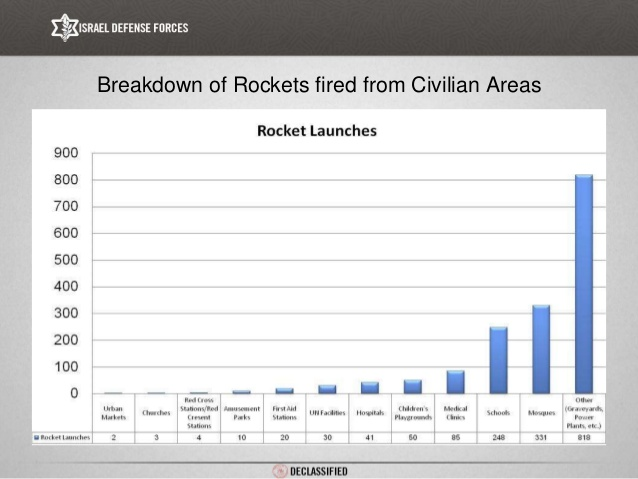 ISRAEL DEFENSE FORCES
Breakdown of Rockets fired from Civilian Areas
Rocket Launches
900
800
700
600
500
400
300
200
100
0
Urban Markets
Churches
Red Cross Stations/Red Cresent Stations
Amusement Parks
First Aid Stations
UN Facilities
Hospitals
Children's Playgrounds
Medical Clinics
Schools
Mosques
Other (Graveyards, Power Plants, etc.)
Rocket Launches 2 3 4 10 20 30 41 50 85 248 331 818
DECLASSIFIED